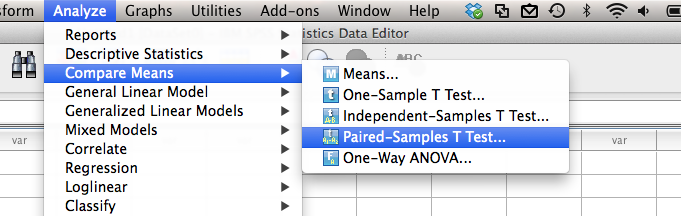 sform Analyze Graphs Utilities Add-ons Window Help
istics Data Editor
Reports
Descriptive Statistics
Compare Means
General Linear Model
Generalized Linear Models
Mixed Models
Correlate
Regression
Loglinear
Classify
M Means...
t One-Sample T Test...
Independent-Samples T Test...
Paired-Samples T Test...
One-Way ANOVA...
var var var